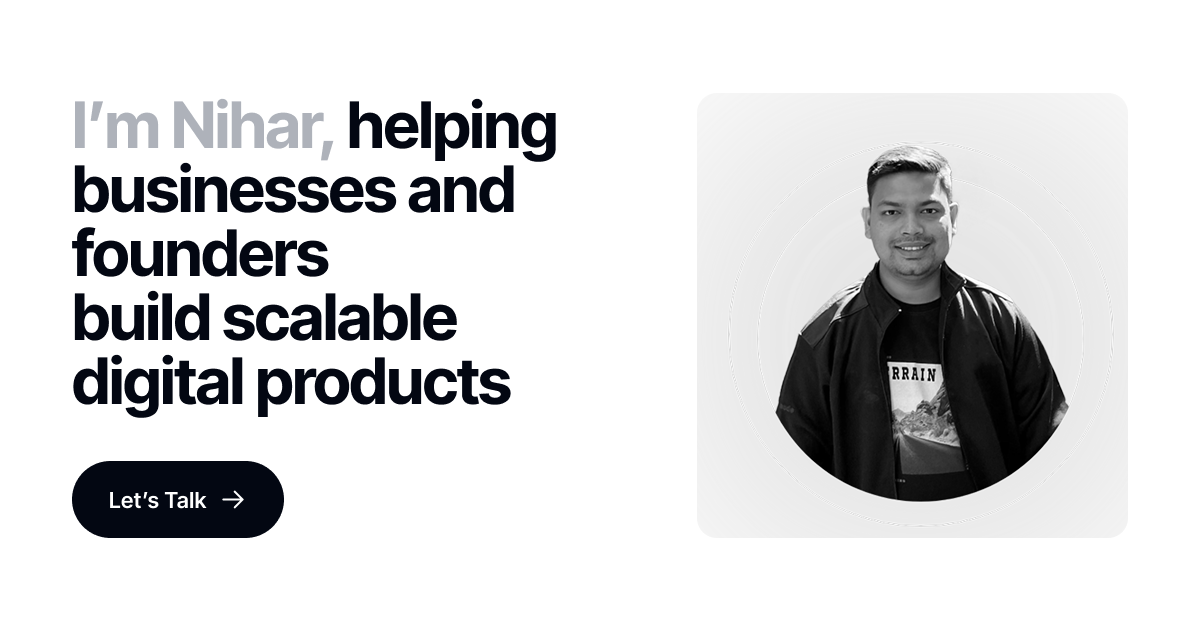 I’m Nihar, helping
businesses and
founders
build scalable
digital products
Let’s Talk
RRAIN